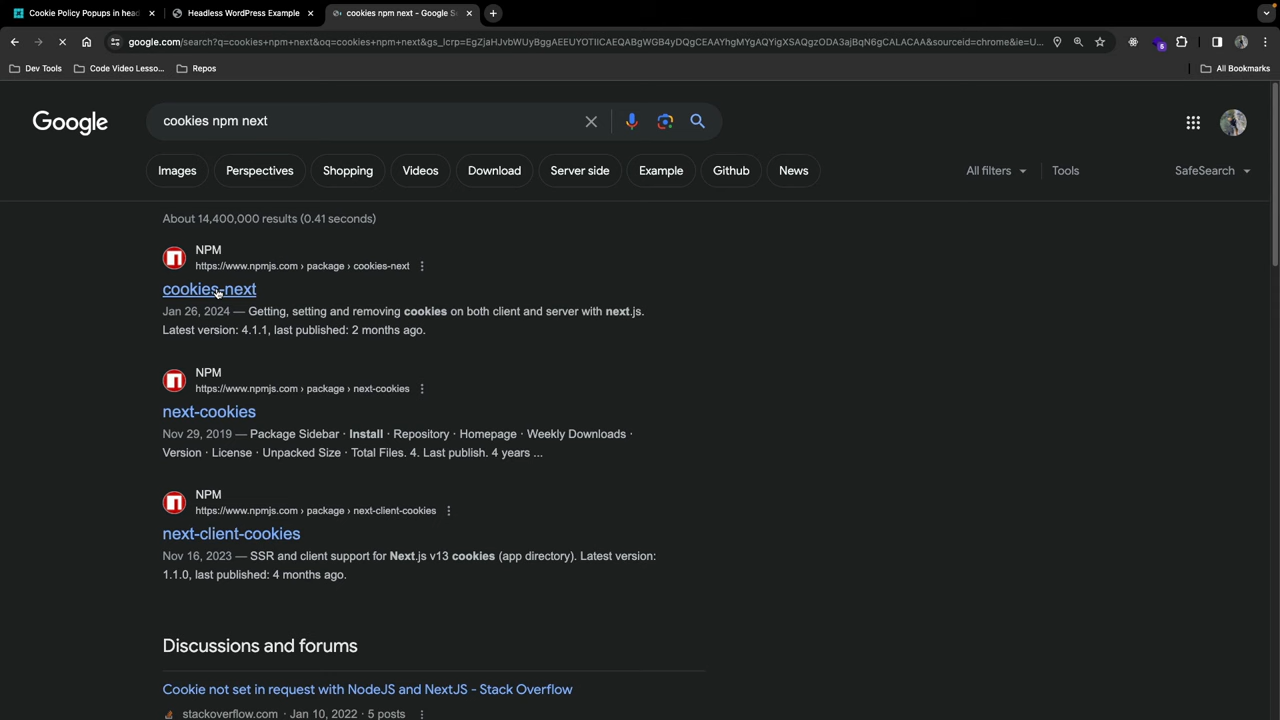 Cookie Policy Popups in head
Headless WordPress Example
cookies npm next - Google S
google.com/search?q=cookies+npm+next&oq=cookies+npm+next&gs_lcrp=EgZjaHJvbWUyBggAEEUYOTIICAEQABgWGB4yDQgCEAAYhgMYgAQYigXSAQgzODA3ajBqN6gCALACAA&sourceid=chrome&ie=U...
Dev Tools
Code Video Lesso...
Repos
All Bookmarks
Google
cookies npm next
Images
Perspectives
Shopping
Videos
Download
Server side
Example
Github
News
All filters
Tools
SafeSearch
About 14,400,000 results (0.41 seconds)
NPM
https://www.npmjs.com › package › cookies-next
cookies-next
Jan 26, 2024 — Getting, setting and removing cookies on both client and server with next.js.
Latest version: 4.1.1, last published: 2 months ago.
NPM
https://www.npmjs.com › package › next-cookies
next-cookies
Nov 29, 2019 — Package Sidebar · Install · Repository · Homepage · Weekly Downloads ·
Version · License · Unpacked Size · Total Files. 4. Last publish. 4 years ...
NPM
https://www.npmjs.com › package › next-client-cookies
next-client-cookies
Nov 16, 2023 — SSR and client support for Next.js v13 cookies (app directory). Latest version:
1.1.0, last published: 4 months ago.
Discussions and forums
Cookie not set in request with NodeJS and NextJS - Stack Overflow
stackoverflow.com · Jan 10, 2022 · 5 posts